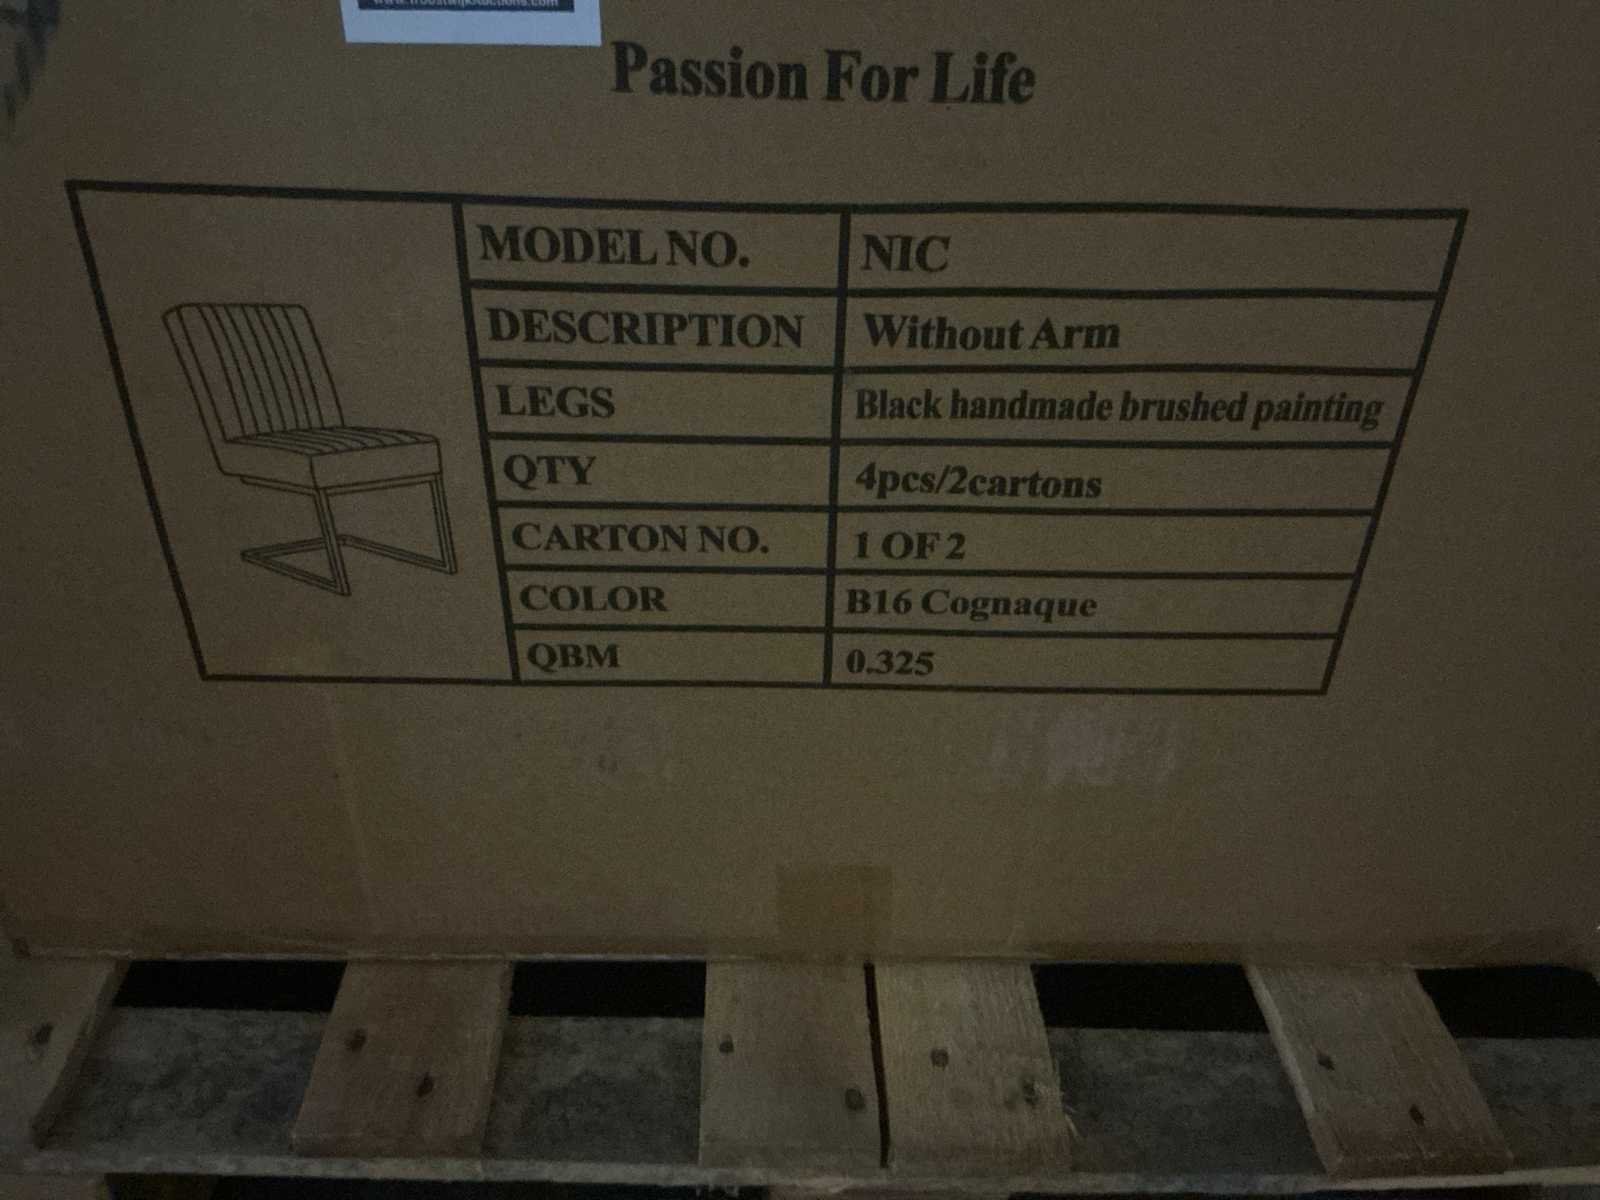 Passion For Life
MODEL NO. NIC
DESCRIPTION Without Arm
LEGS Black handmade brushed painting
QTY 4pcs/2cartons
CARTON NO. 1 OF 2
COLOR B16 Cognaque
QBM 0.325